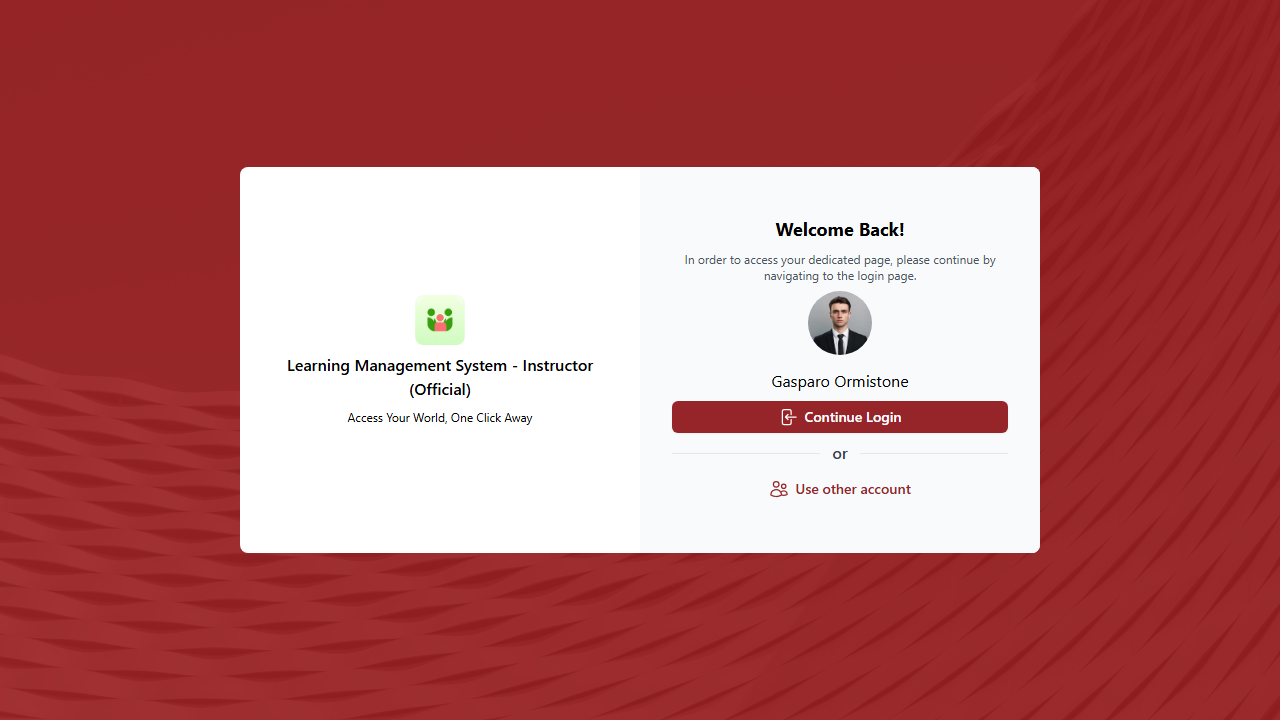 Learning Management System - Instructor
(Official)
Access Your World, One Click Away
Welcome Back!
In order to access your dedicated page, please continue by
navigating to the login page.
Gasparo Ormistone
Continue Login
or
Use other account